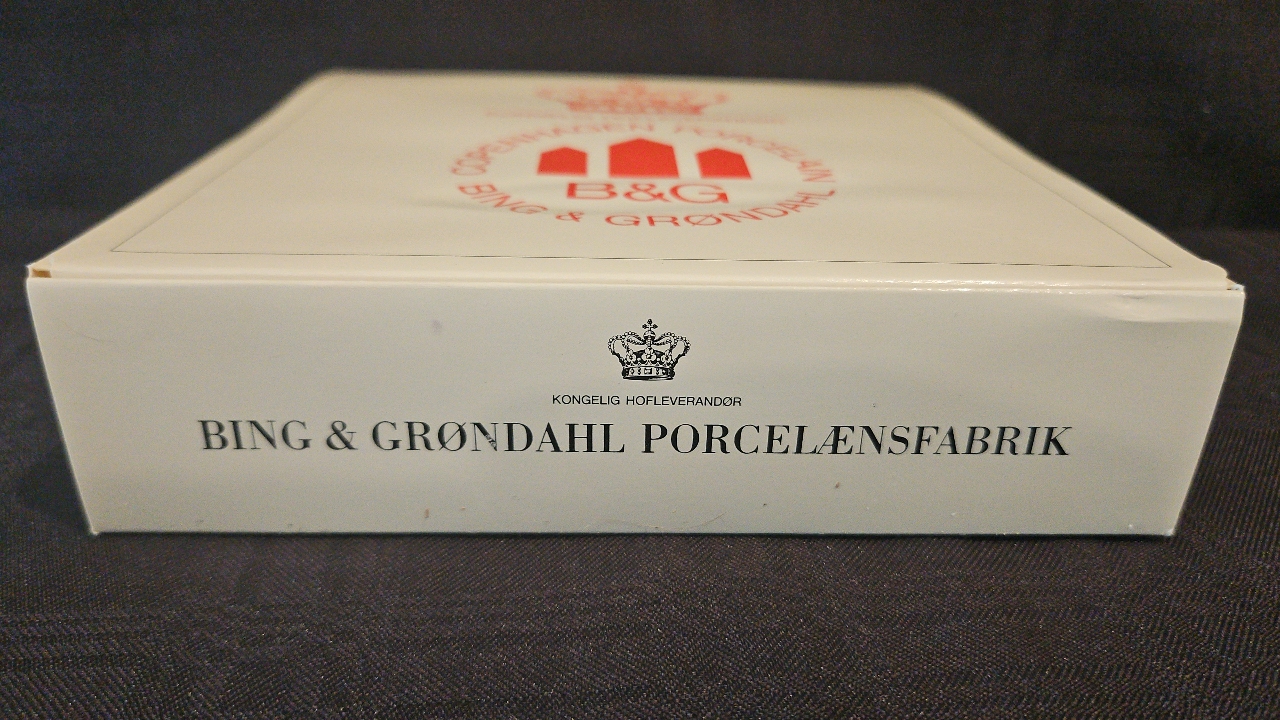 COPENHAGEN PORCELAIN
B&G
BING & GRØNDAHL
KONGELIG HOFLEVERANDØR
BING & GRØNDAHL PORCELÆNSFABRIK